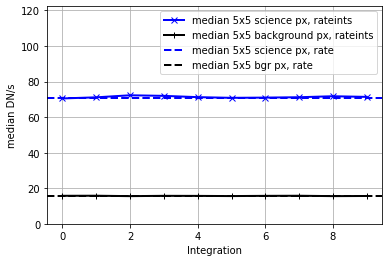 120
100
80
60
40
20
0
median DN/s
median 5x5 science px, rateints
median 5x5 background px, rateints
median 5x5 science px, rate
median 5x5 bgr px, rate
0 2 4 6 8
Integration